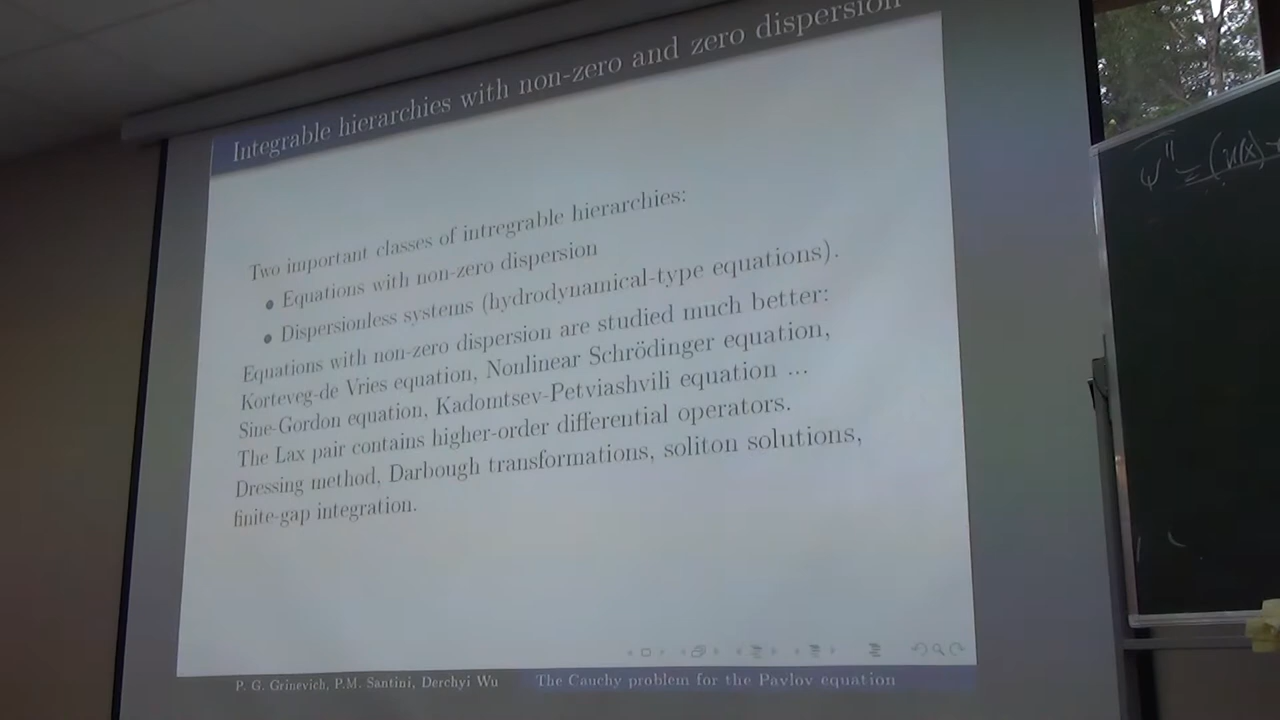 Integrable hierarchies with non-zero and zero dispersion
Two important classes of intregrable hierarchies:
• Equations with non-zero dispersion
• Dispersionless systems (hydrodynamical-type equations).
Equations with non-zero dispersion are studied much better:
Korteveg-de Vries equation, Nonlinear Schrödinger equation,
Sine-Gordon equation, Kadomtsev-Petviashvili equation ...
The Lax pair contains higher-order differential operators.
Dressing method, Darbough transformations, soliton solutions,
finite-gap integration.
P. G. Grinevich, P.M. Santini, Derchyi Wu
The Cauchy problem for the Pavlov equation
ψ'' = (u(x)